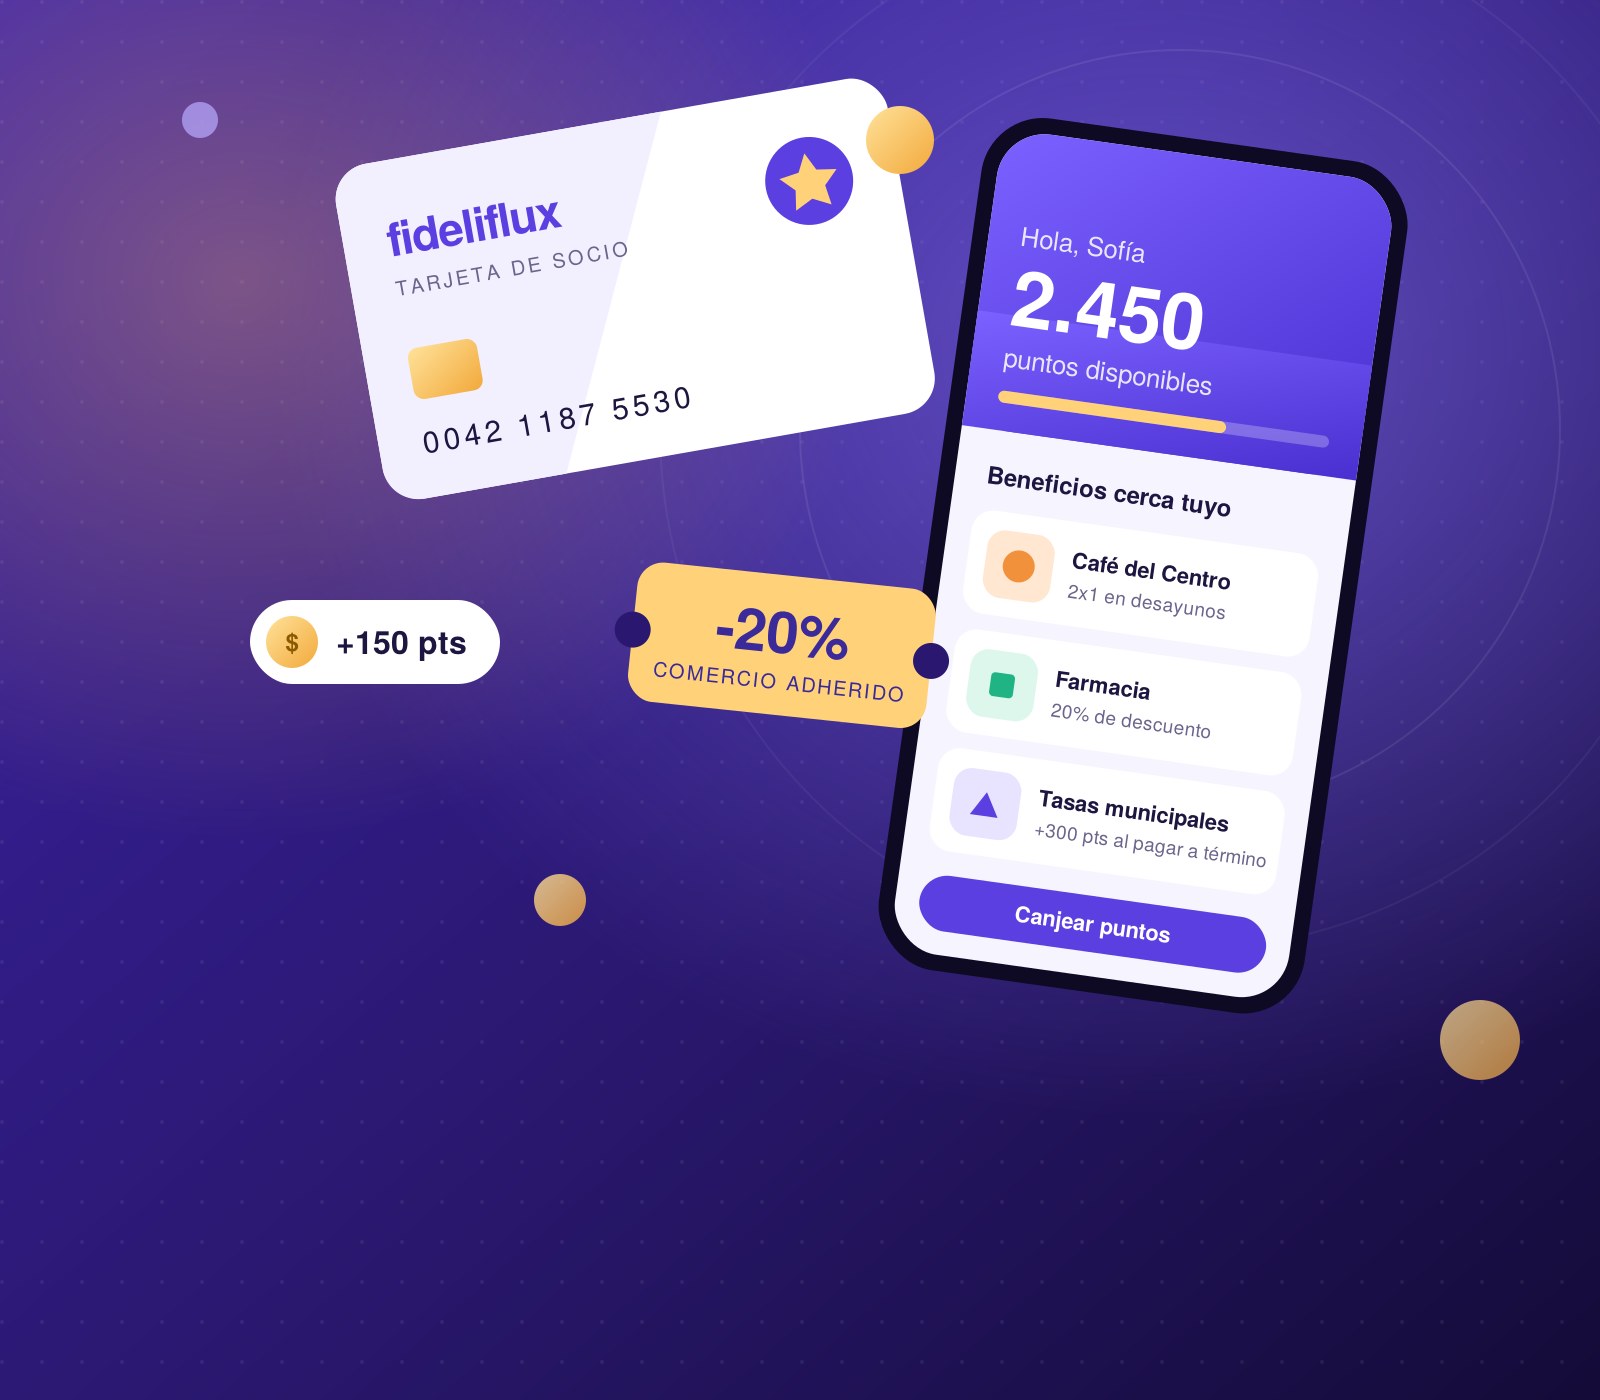 fideliflux
TARJETA DE SOCIO
0042 1187 5530
Hola, Sofía
2.450
puntos disponibles
Beneficios cerca tuyo
Café del Centro
2x1 en desayunos
Farmacia
20% de descuento
Tasas municipales
+300 pts al pagar a término
Canjear puntos
-20%
COMERCIO ADHERIDO
$ +150 pts